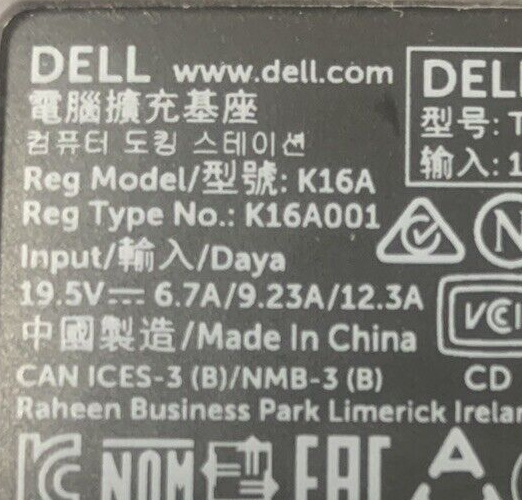 DELL www.dell.com
電腦擴充基座
컴퓨터 도킹 스테이션
Reg Model/型號: K16A
Reg Type No.: K16A001
Input/輸入/Daya
19.5V⎓ 6.7A/9.23A/12.3A
中國製造/Made In China
CAN ICES-3 (B)/NMB-3 (B)
Raheen Business Park Limerick
DELL
型号: T
输入: 1
N
VCI
CD
NOM
EAC